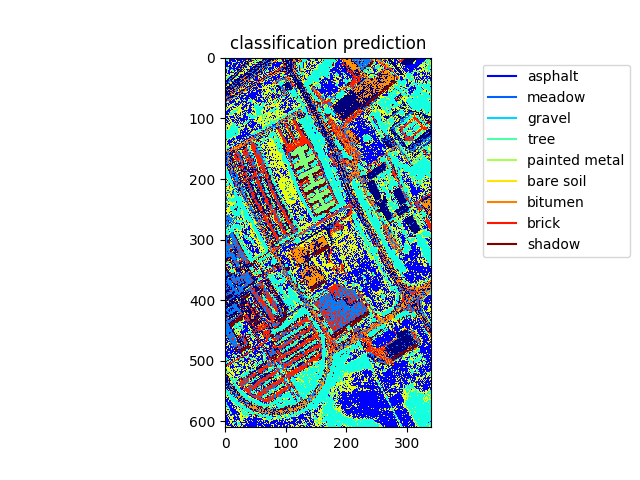 classification prediction
0
100
200
300
400
500
600
0 100 200 300
asphalt
meadow
gravel
tree
painted metal
bare soil
bitumen
brick
shadow